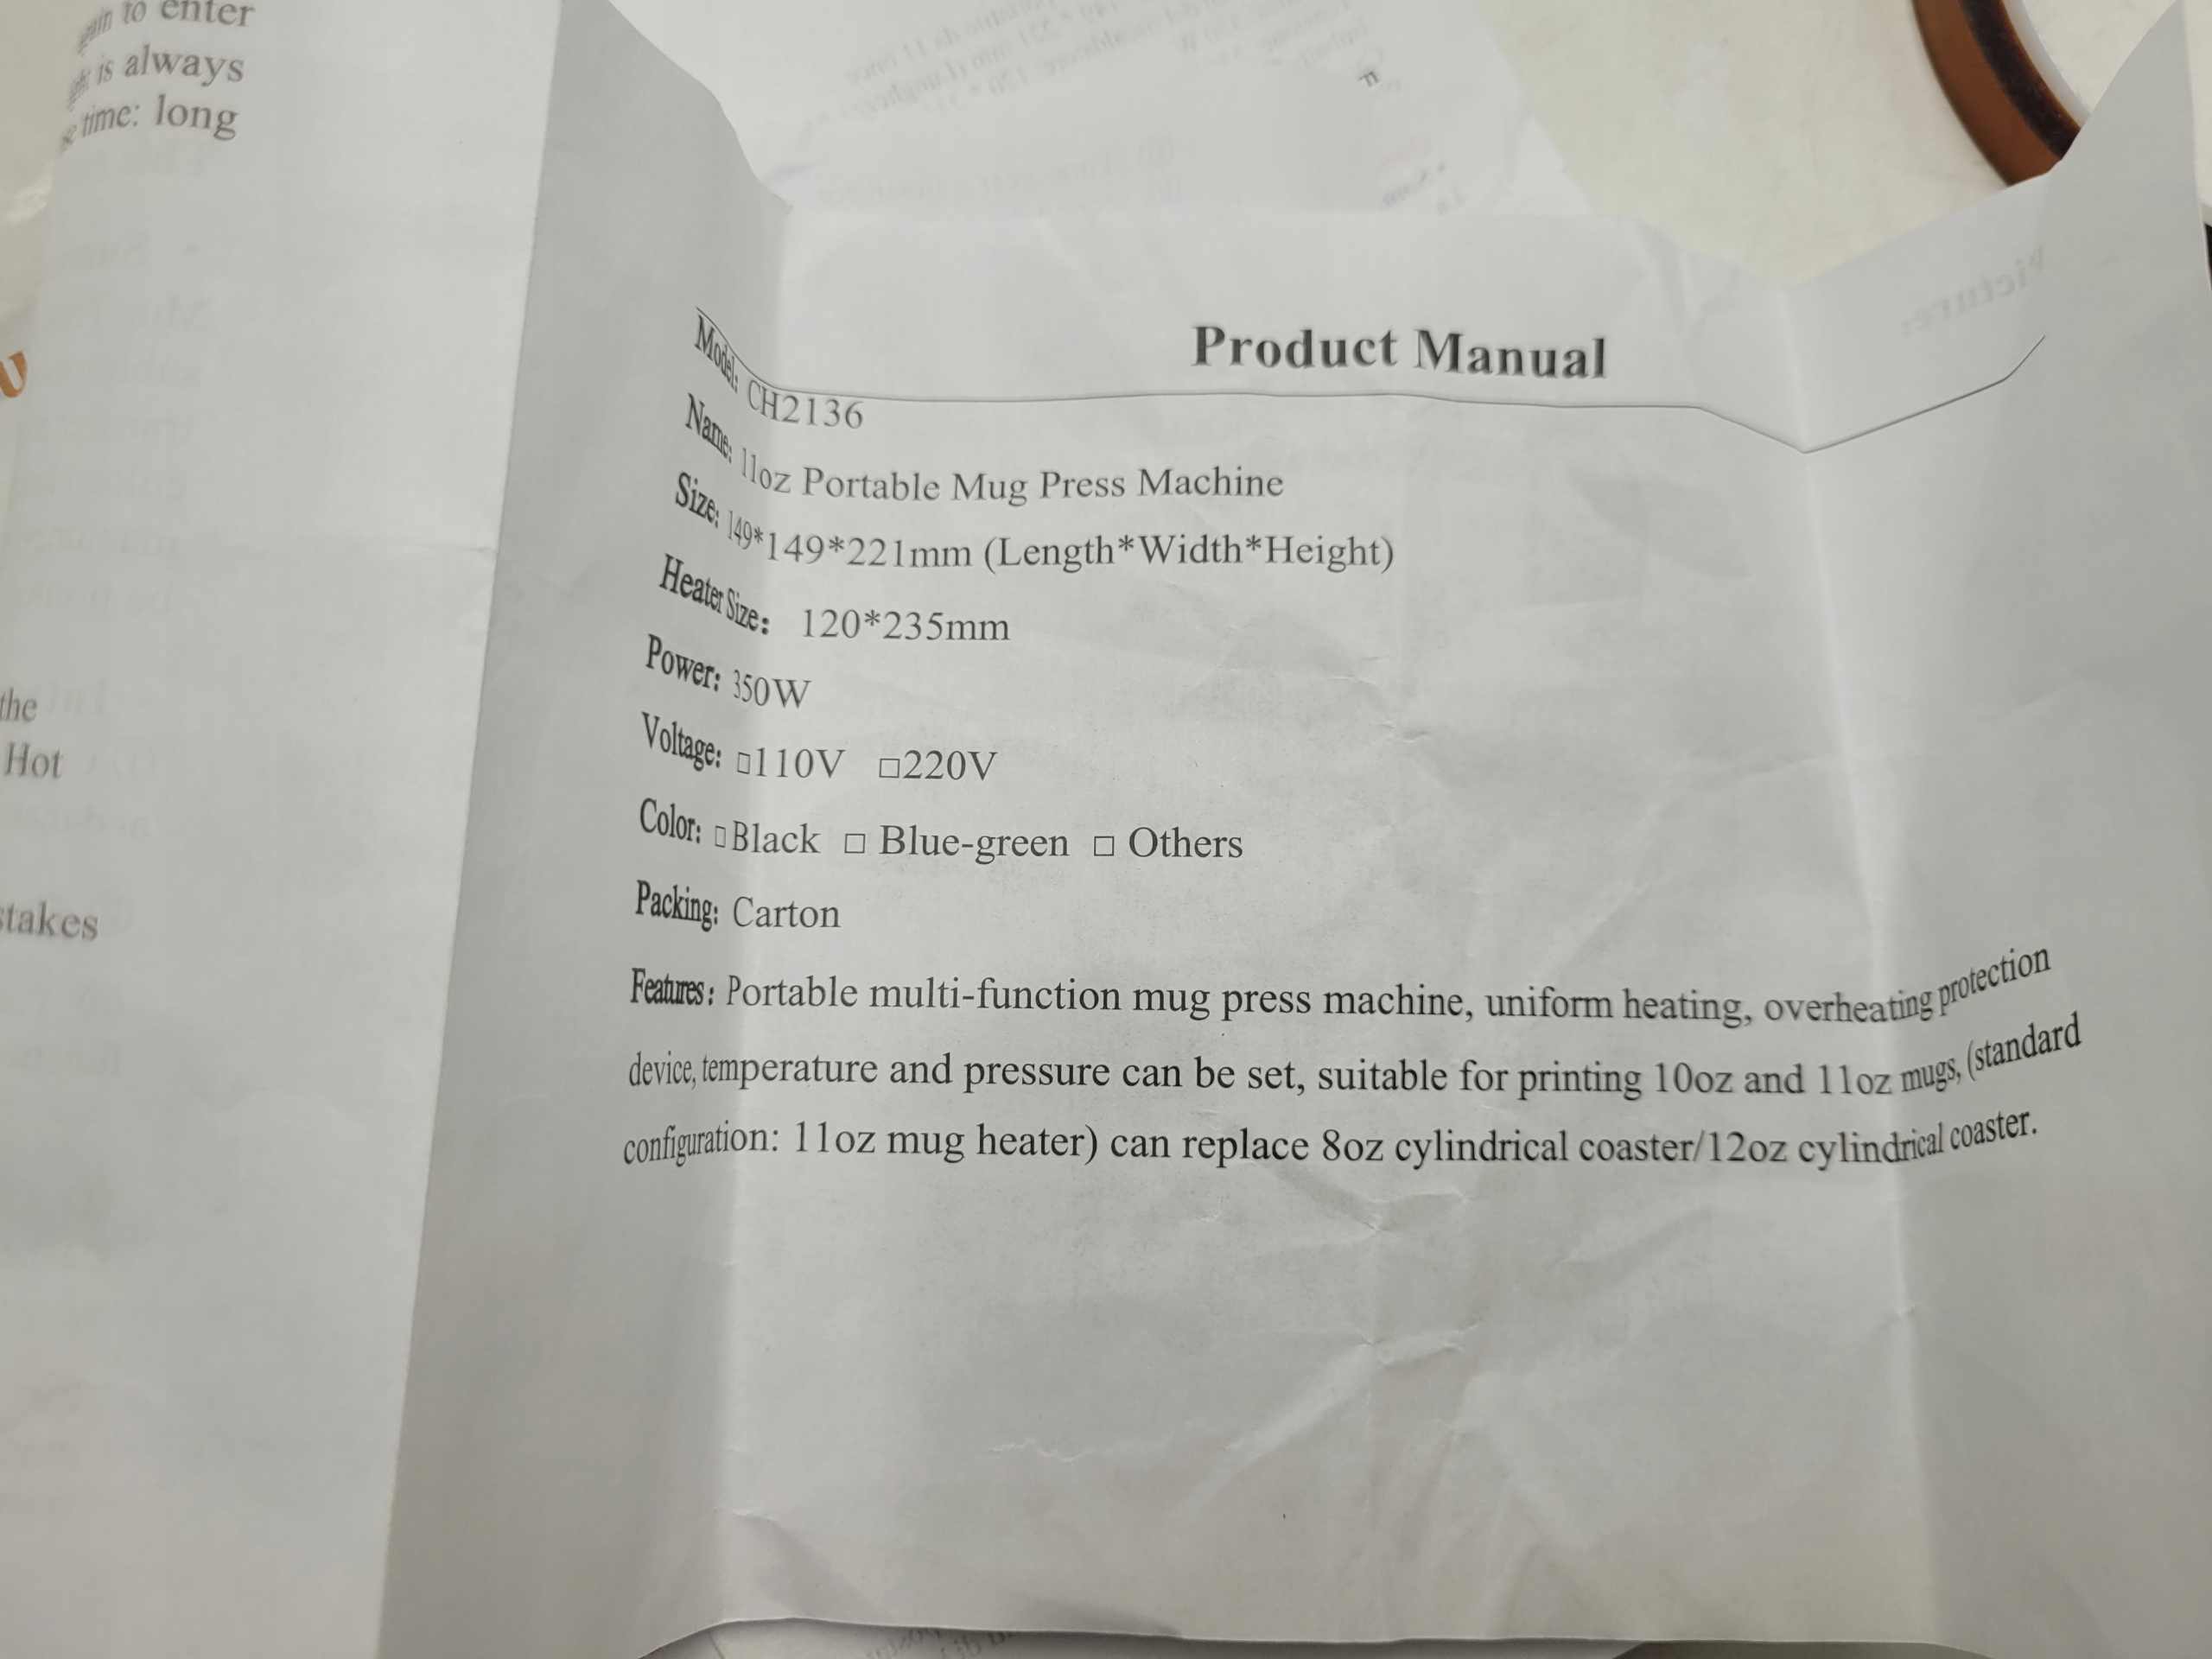 to enter
is always
time: long
the
Hot
Product Manual
Model: CH2136
Name: 11oz Portable Mug Press Machine
Size: 149*149*221mm (Length*Width*Height)
Heater Size: 120*235mm
Power: 350W
Voltage: □110V □220V
Color: □Black □ Blue-green □ Others
Packing: Carton
Features: Portable multi-function mug press machine, uniform heating, overheating protection
device, temperature and pressure can be set, suitable for printing 10oz and 11oz mugs, (standard
configuration: 11oz mug heater) can replace 8oz cylindrical coaster/12oz cylindrical coaster.